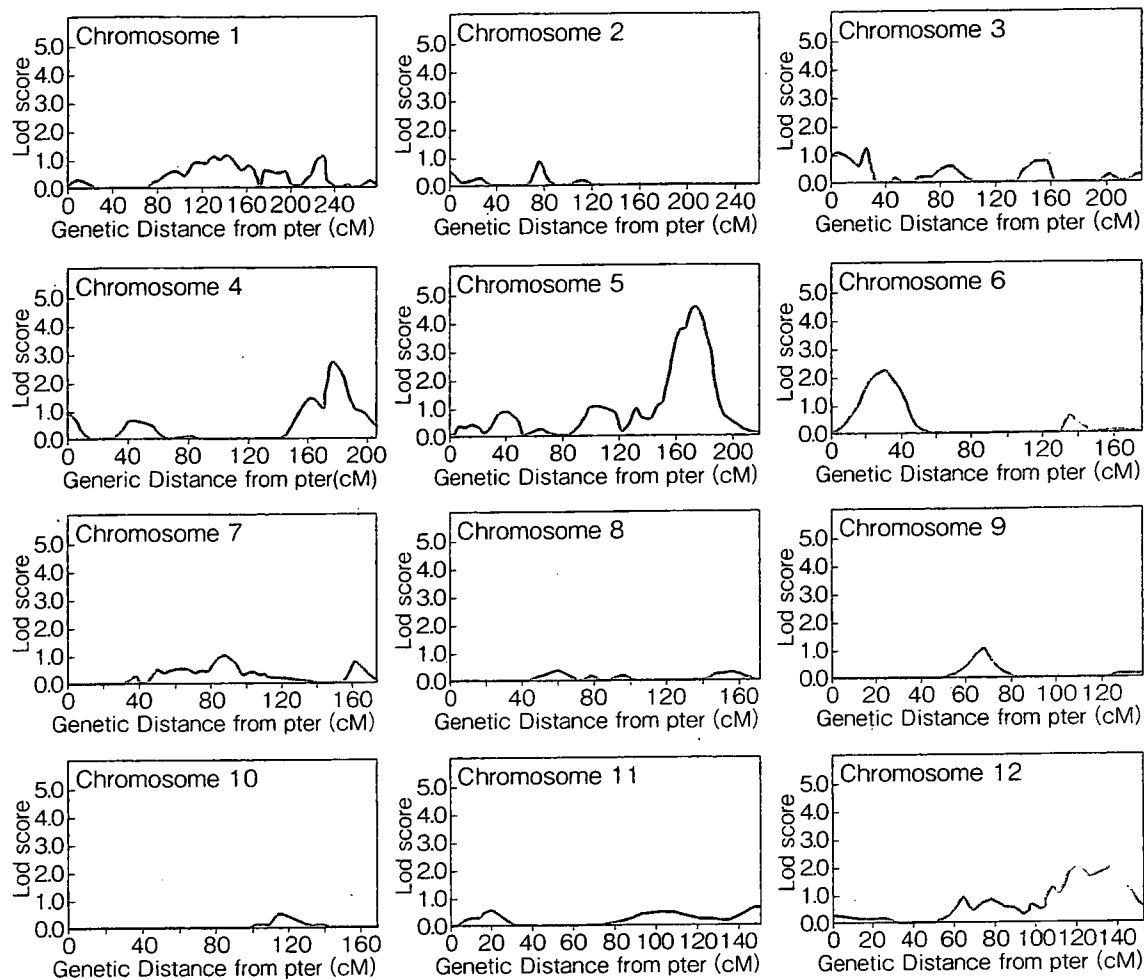 Chromosome 1
Lod score
5.0
4.0
3.0
2.0
1.0
0.0
0 40 80 120 160 200 240
Genetic Distance from pter (cM)
Chromosome 2
Lod score
5.0
4.0
3.0
2.0
1.0
0.0
0 40 80 120 160 200 240
Genetic Distance from pter (cM)
Chromosome 3
Lod score
5.0
4.0
3.0
2.0
1.0
0.0
0 40 80 120 160 200
Genetic Distance from pter (cM)
Chromosome 4
Lod score
5.0
4.0
3.0
2.0
1.0
0.0
0 40 80 120 160 200
Generic Distance from pter(cM)
Chromosome 5
Lod score
5.0
4.0
3.0
2.0
1.0
0.0
0 40 80 120 160 200
Genetic Distance from pter (cM)
Chromosome 6
Lod score
5.0
4.0
3.0
2.0
1.0
0.0
0 40 80 120 160
Genetic Distance from pter (cM)
Chromosome 7
Lod score
5.0
4.0
3.0
2.0
1.0
0.0
0 40 80 120 160
Genetic Distance from pter (cM)
Chromosome 8
Lod score
5.0
4.0
3.0
2.0
1.0
0.0
0 40 80 120 160
Genetic Distance from pter (cM)
Chromosome 9
Lod score
5.0
4.0
3.0
2.0
1.0
0.0
0 20 40 60 80 100 120
Genetic Distance from pter (cM)
Chromosome 10
Lod score
5.0
4.0
3.0
2.0
1.0
0.0
0 40 80 120 160
Genetic Distance from pter (cM)
Chromosome 11
Lod score
5.0
4.0
3.0
2.0
1.0
0.0
0 20 40 60 80 100 120 140
Genetic Distance from pter (cM)
Chromosome 12
Lod score
5.0
4.0
3.0
2.0
1.0
0.0
0 20 40 60 80 100 120 140
Genetic Distance from pter (cM)